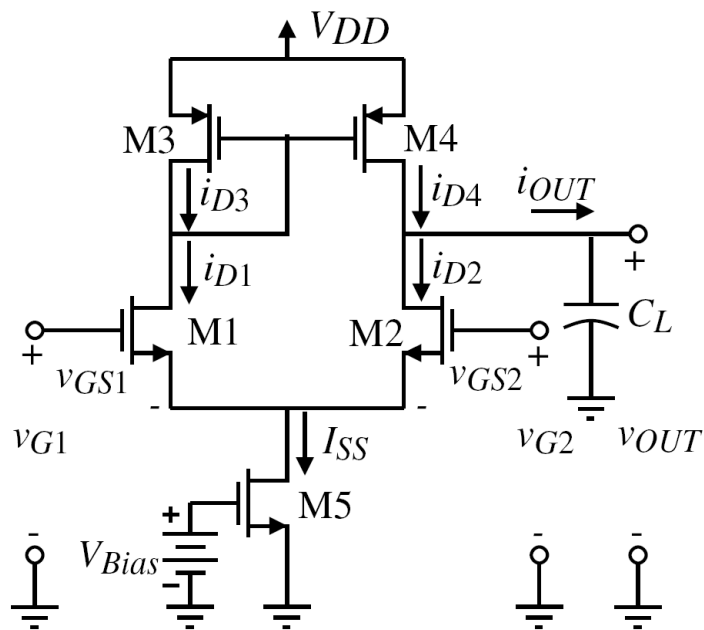 VDD
M3 M4
iD3 iD4 iOUT
+
iD1 iD2
M1 M2 CL
+ vGS1 vGS2 +
- -
vG1 ISS vG2 vOUT
+ M5
VBias
- - - -